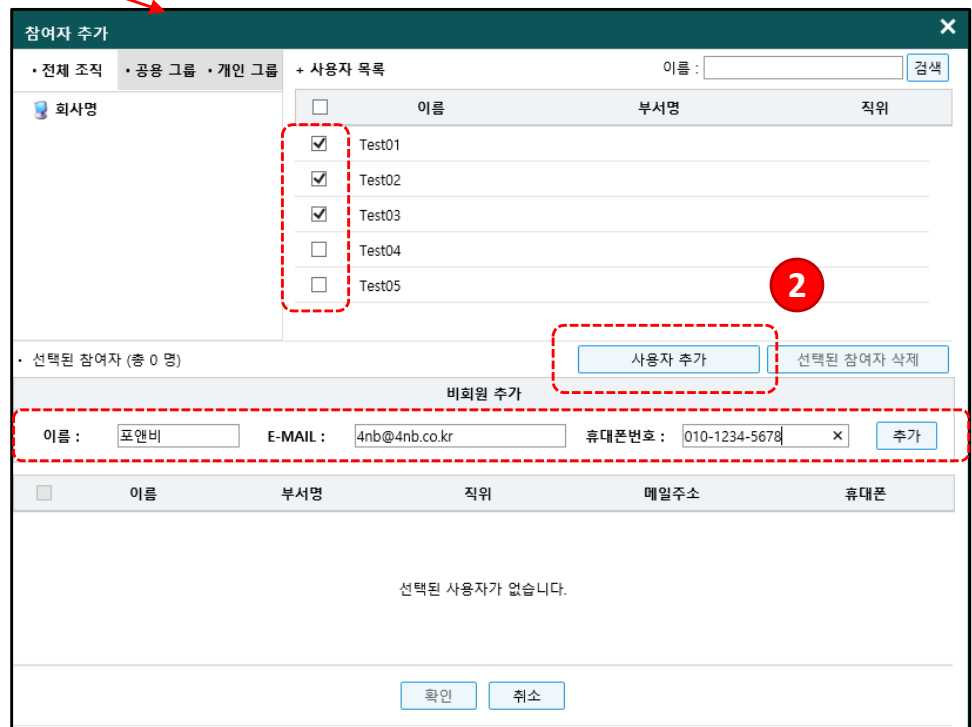 참여자 추가 ×
• 전체 조직 • 공용 그룹 • 개인 그룹 + 사용자 목록 이름 : 검색
회사명
이름 부서명 직위
Test01
Test02
Test03
Test04
Test05
2
• 선택된 참여자 (총 0 명) 사용자 추가 선택된 참여자 삭제
비회원 추가
이름 : 포앤비 E-MAIL : 4nb@4nb.co.kr 휴대폰번호 : 010-1234-5678 × 추가
이름 부서명 직위 메일주소 휴대폰
선택된 사용자가 없습니다.
확인 취소